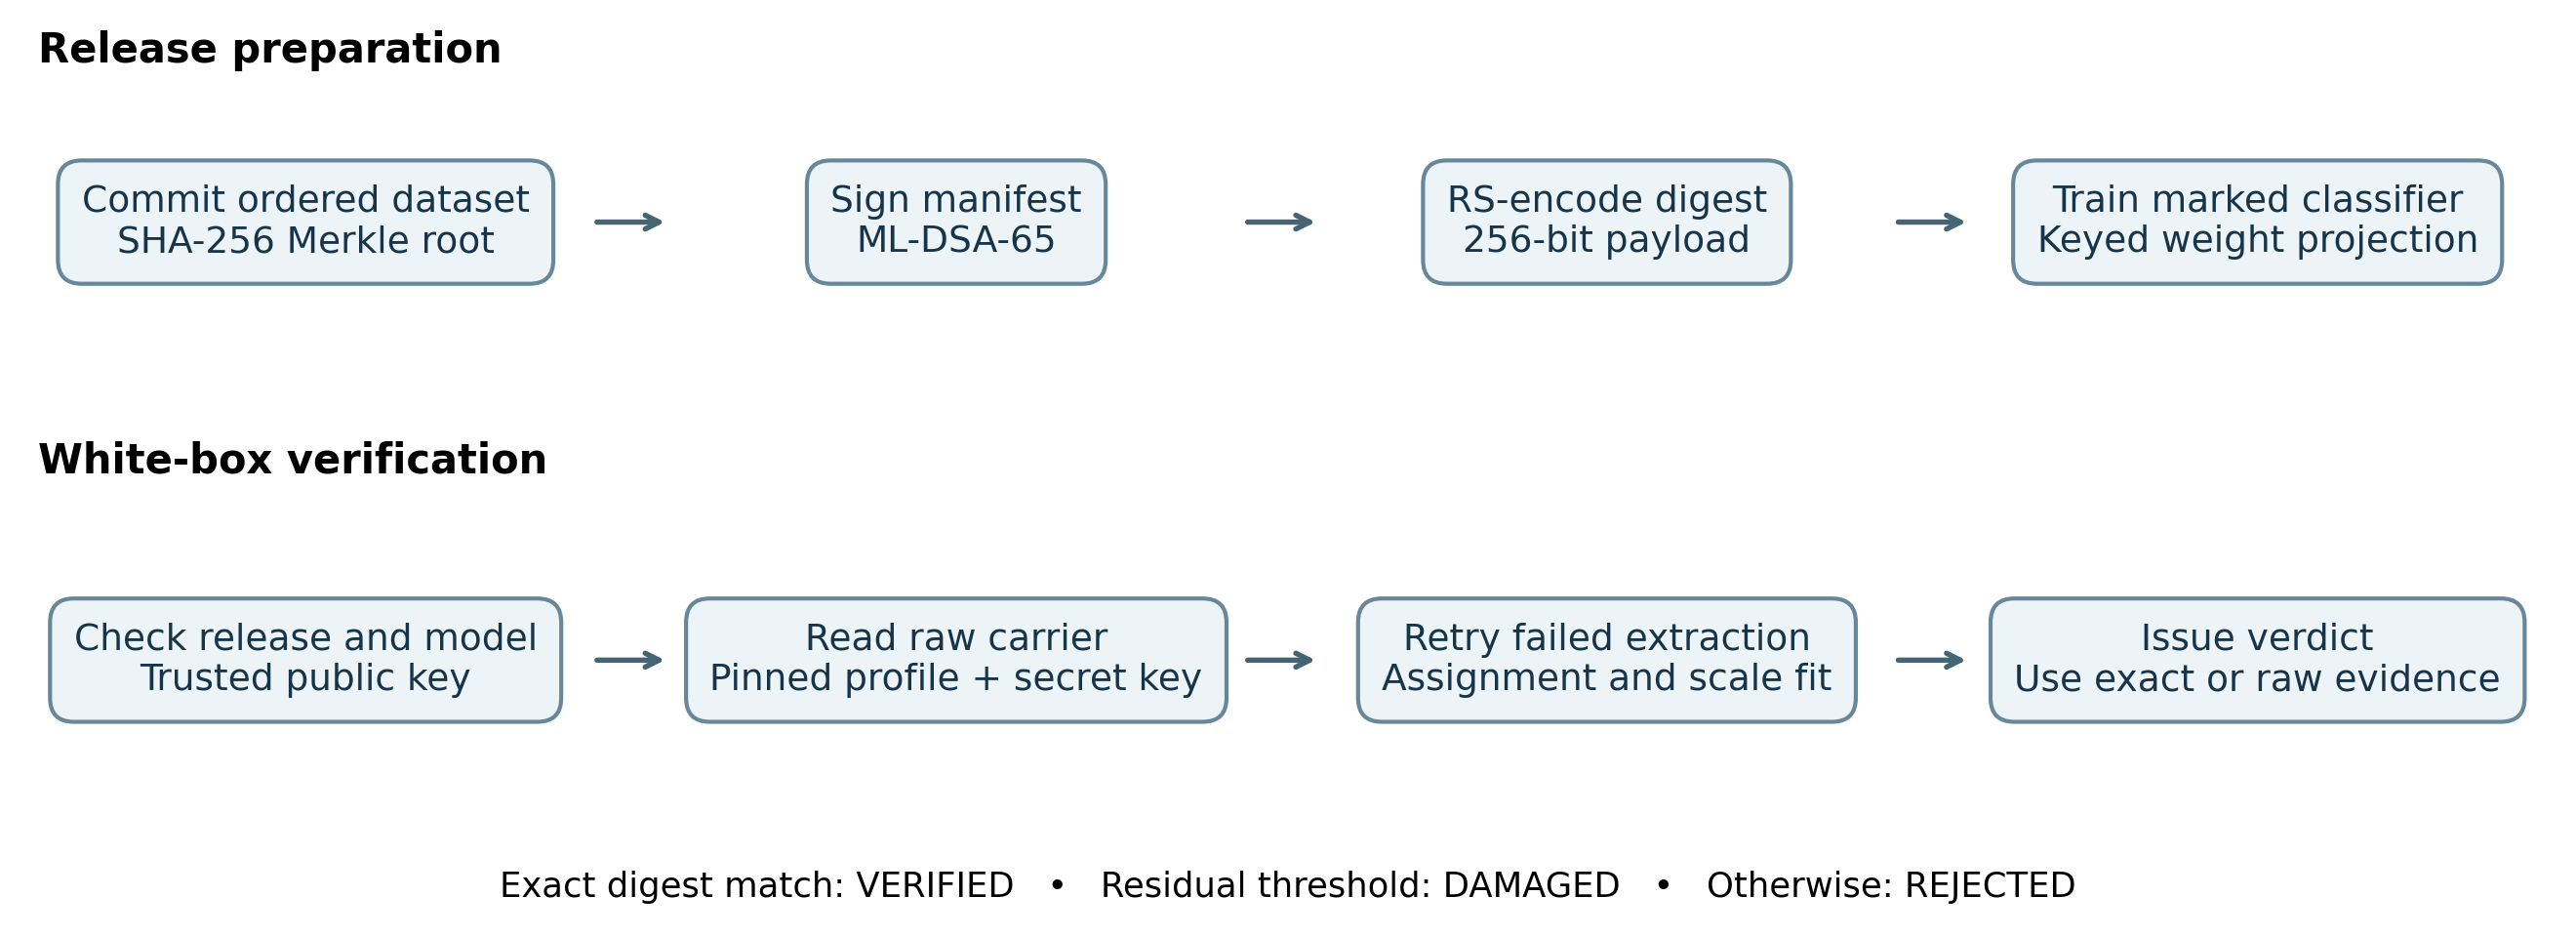 Release preparation
Commit ordered dataset
SHA-256 Merkle root
Sign manifest
ML-DSA-65
RS-encode digest
256-bit payload
Train marked classifier
Keyed weight projection
White-box verification
Check release and model
Trusted public key
Read raw carrier
Pinned profile + secret key
Retry failed extraction
Assignment and scale fit
Issue verdict
Use exact or raw evidence
Exact digest match: VERIFIED • Residual threshold: DAMAGED • Otherwise: REJECTED